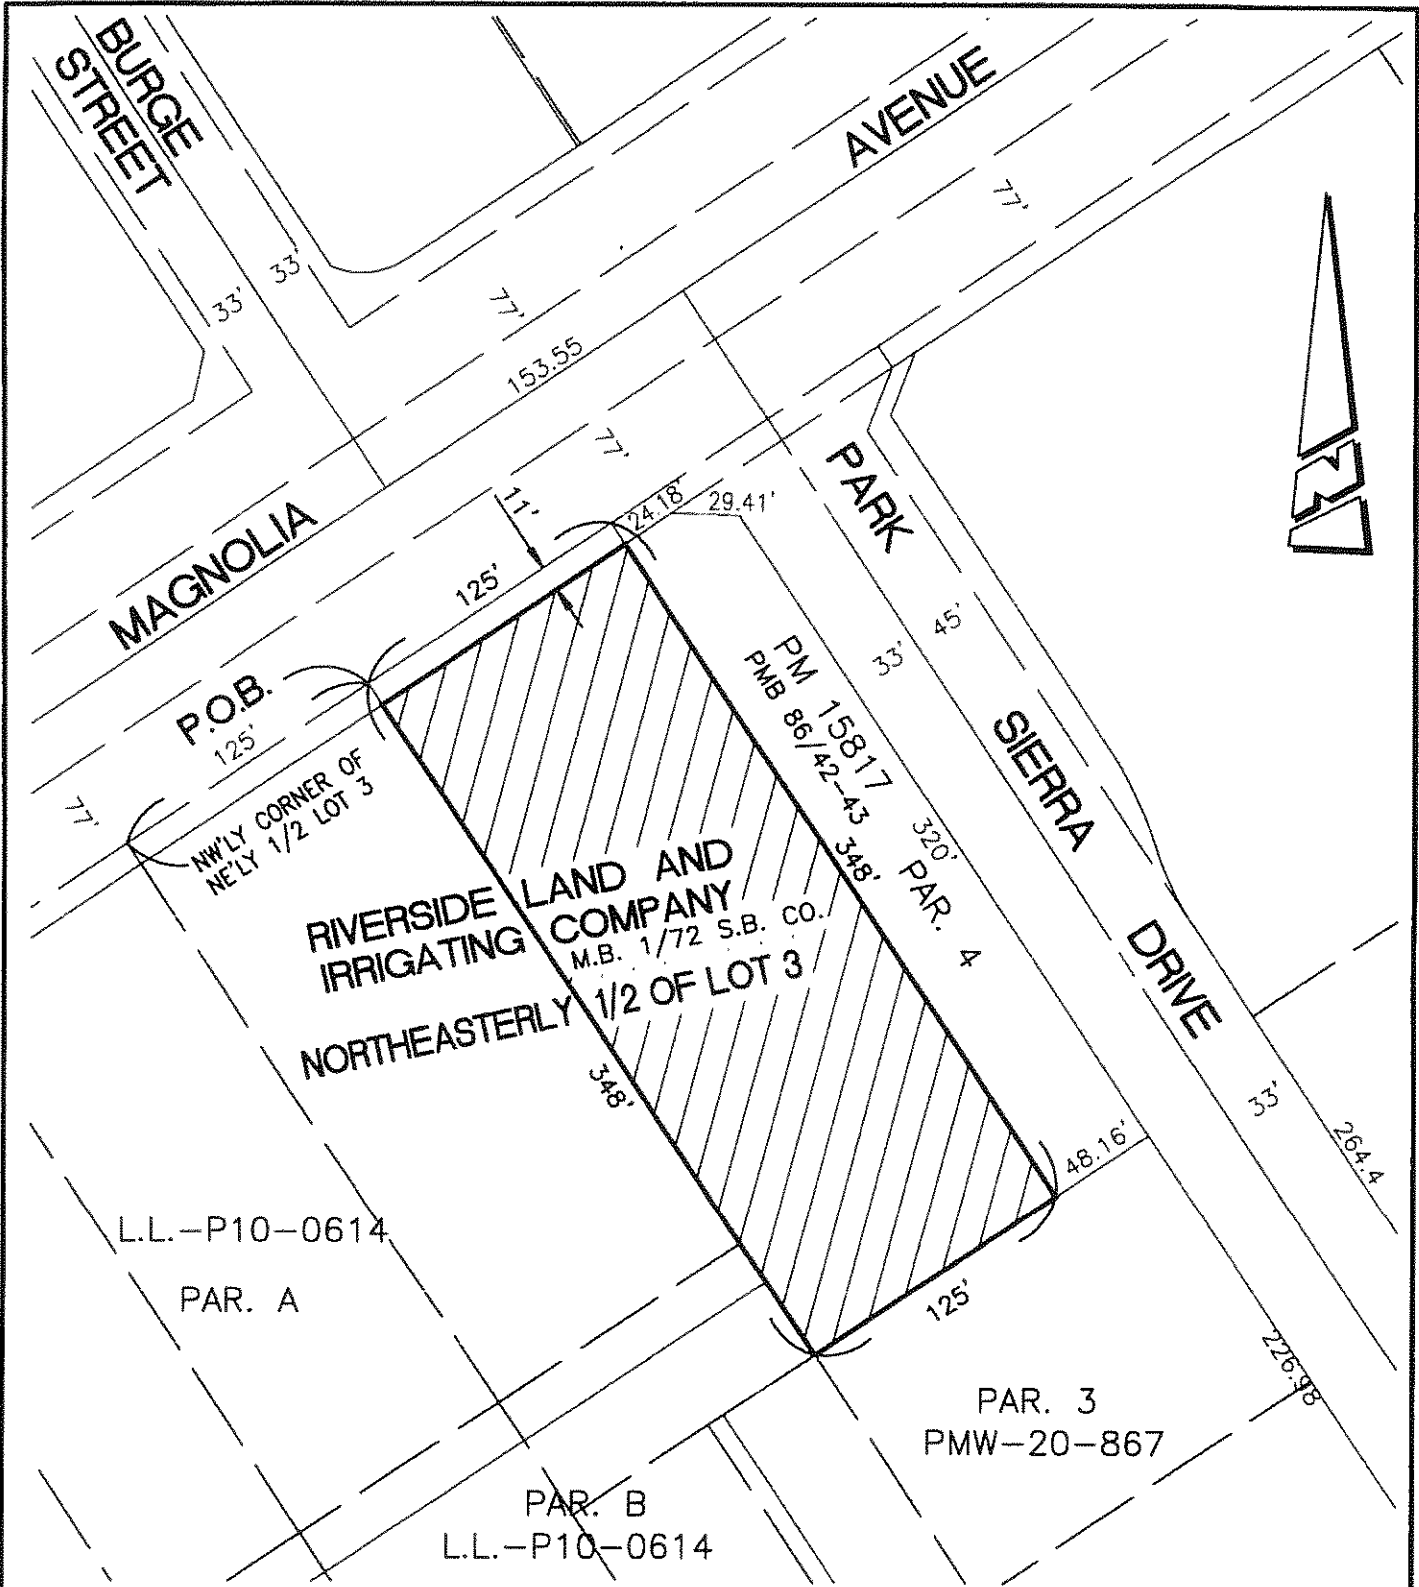 BURGE
STREET
AVENUE
77'
33'
33'
77'
153.55
77'
PARK
11'
24.18'
29.41'
MAGNOLIA
125'
45'
33'
PM 15817
PMB 86/42-43
P.O.B.
125'
SIERRA
NW'LY CORNER OF
NE'LY 1/2 LOT 3
77'
320'
348'
PAR. 4
RIVERSIDE LAND AND
IRRIGATING COMPANY
M.B. 1/72 S.B. CO.
NORTHEASTERLY 1/2 OF LOT 3
DRIVE
348'
33'
48.16'
264.4
L.L.-P10-0614
PAR. A
125'
226.98
PAR. 3
PMW-20-867
PAR. B
L.L.-P10-0614